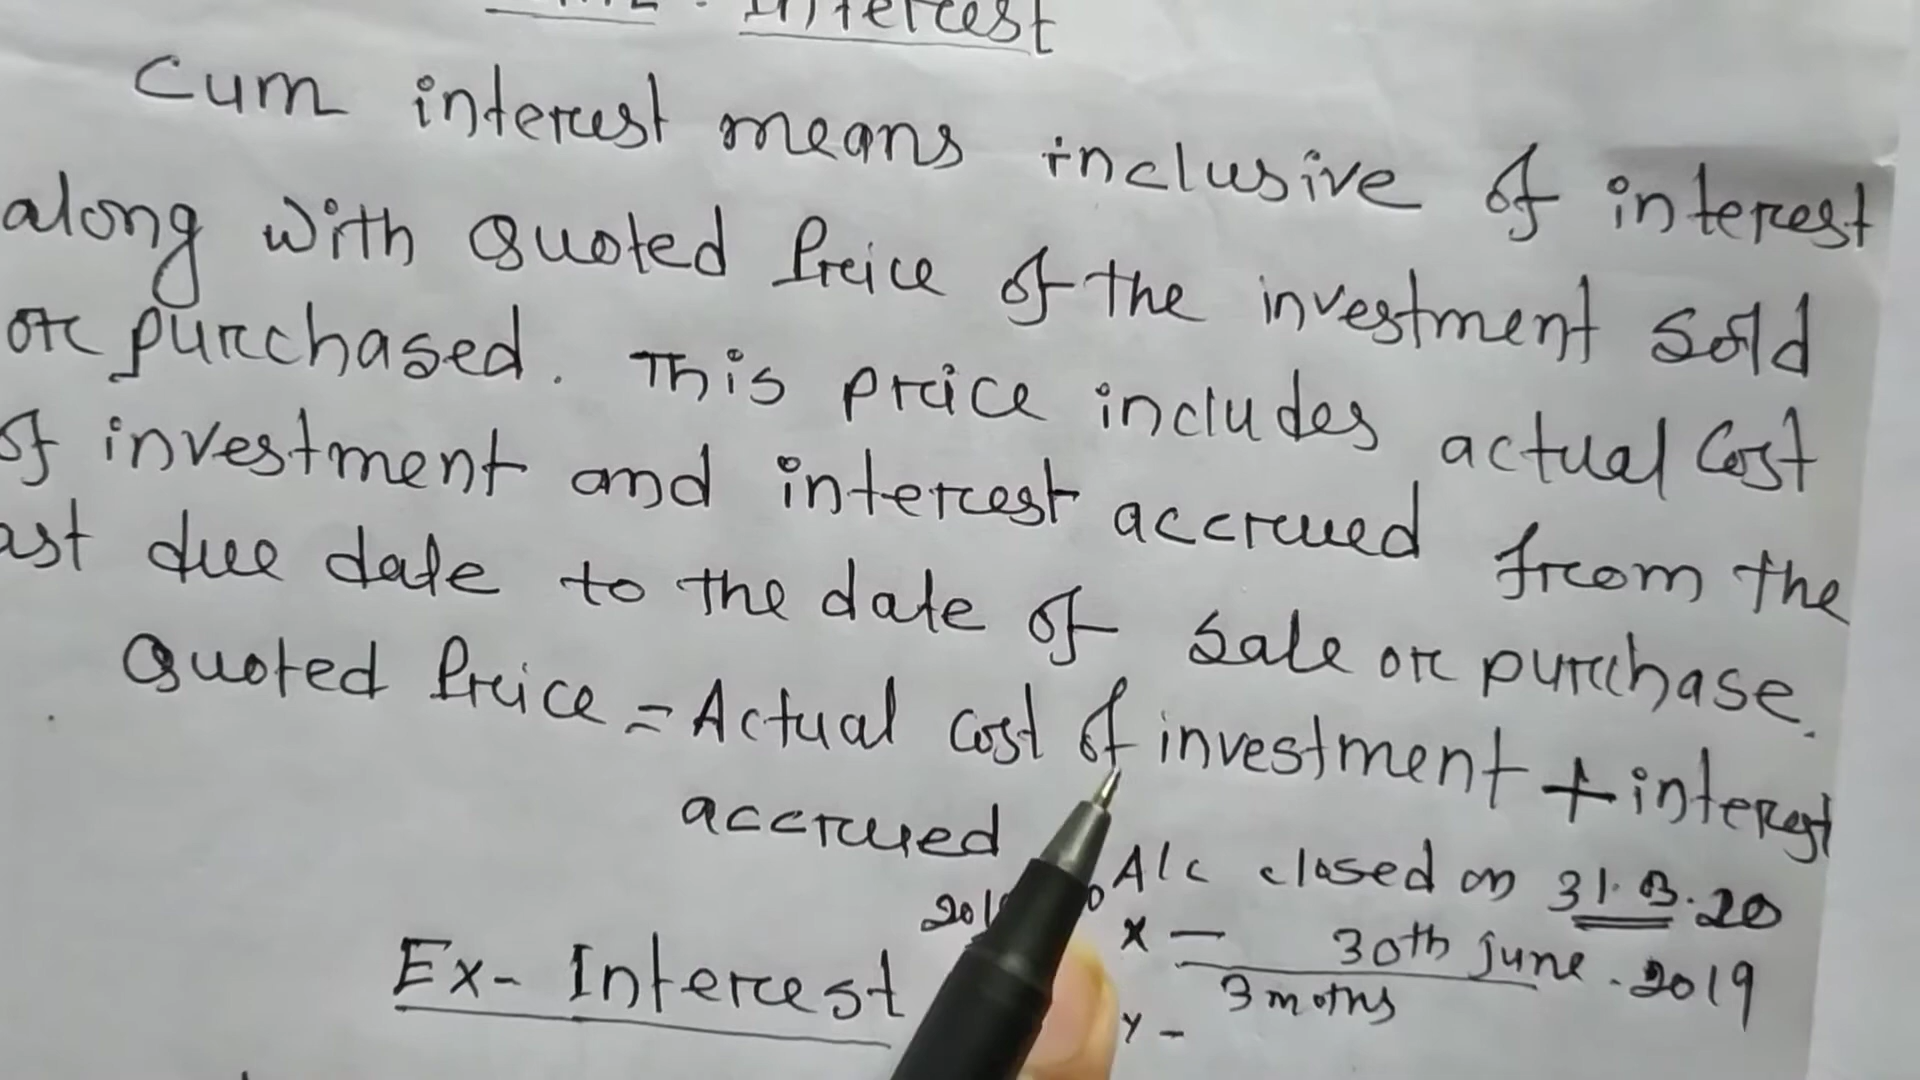 Interest
Cum interest means inclusive of interest
along with quoted Price of the investment sold
or purchased. This price includes actual cost
of investment and interest accrued from the
ast due date to the date of sale or purchase.
Quoted Price = Actual cost of investment + interest
accrued
A/c closed on 31.3.20
201
X - 30th june. 2019
3 moths
Ex- Interest
Y -